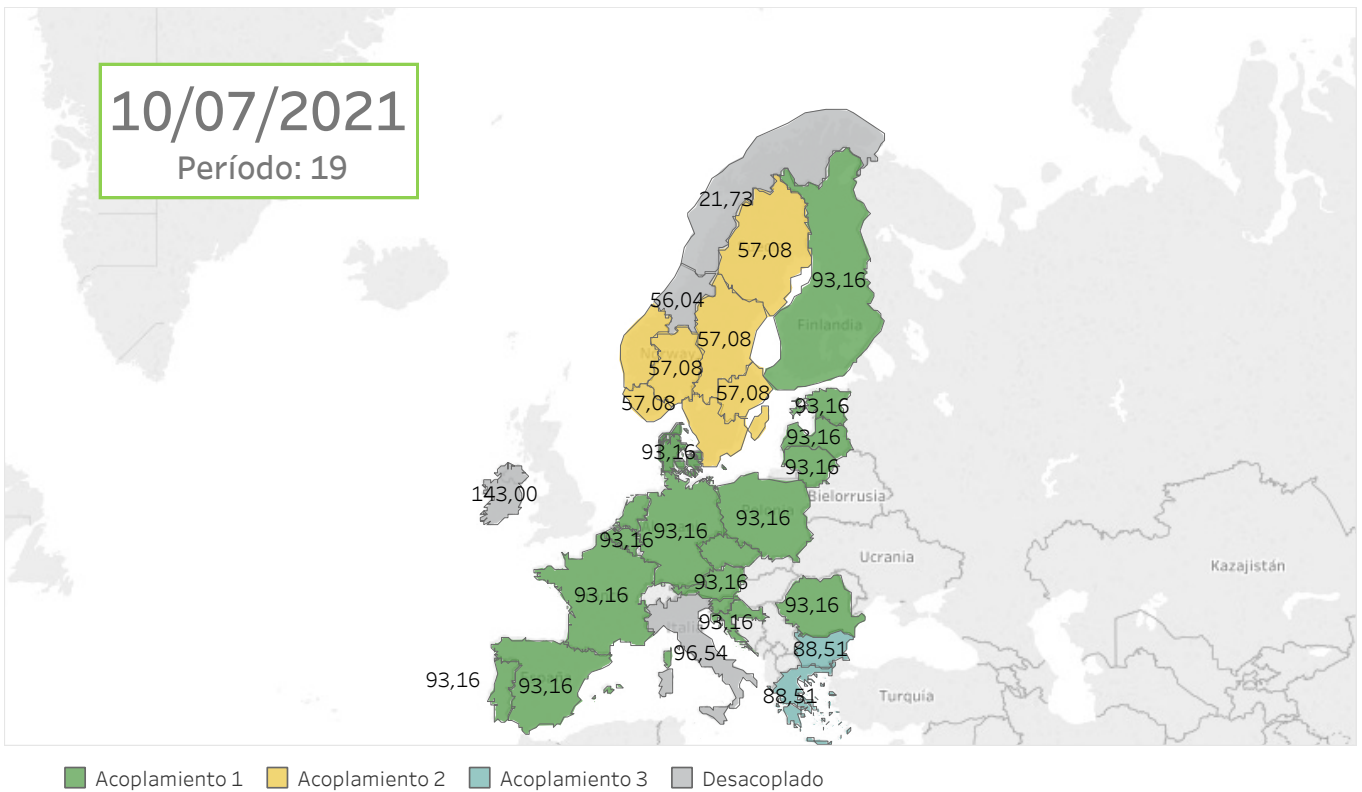 10/07/2021
Período: 19
21,73
57,08
93,16
56,04
Finlandia
57,08
Norway
57,08
57,08
57,08
93,16
93,16
93,16
93,16
143,00
Bielorrusia
93,16
93,16
93,16
Ucrania
Kazajistán
93,16
93,16
93,16
93,16
Italia
96,54
88,51
93,16
93,16
88,51
Turquía
Acoplamiento 1
Acoplamiento 2
Acoplamiento 3
Desacoplado